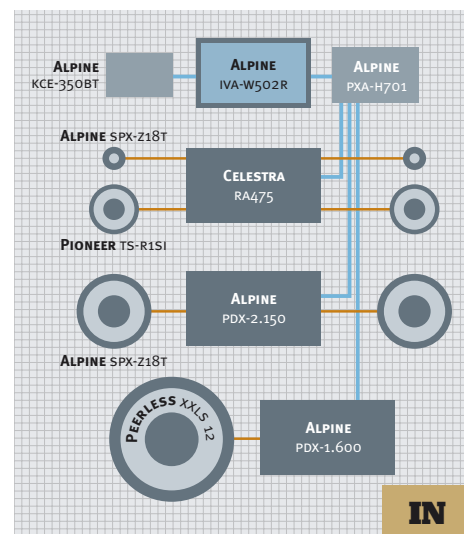 ALPINE
KCE-350BT
ALPINE
IVA-W502R
ALPINE
PXA-H701
ALPINE SPX-Z18T
CELESTRA
RA475
PIONEER TS-R1SI
ALPINE
PDX-2.150
ALPINE SPX-Z18T
PEERLESS XXLS 12
ALPINE
PDX-1.600
IN